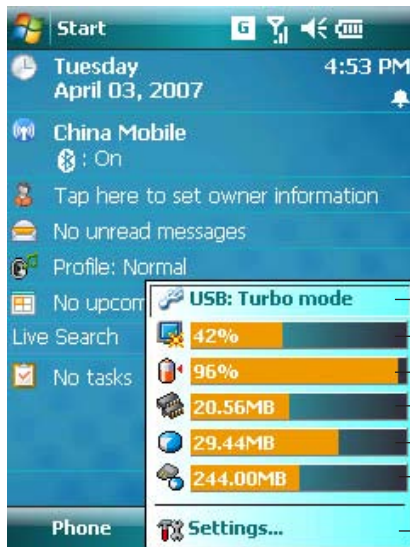 Start G
Tuesday 4:53 PM
April 03, 2007
China Mobile
: On
Tap here to set owner information
No unread messages
Profile: Normal
No upcom
USB: Turbo mode
Live Search
42%
No tasks
96%
20.56MB
29.44MB
244.00MB
Phone
Settings...